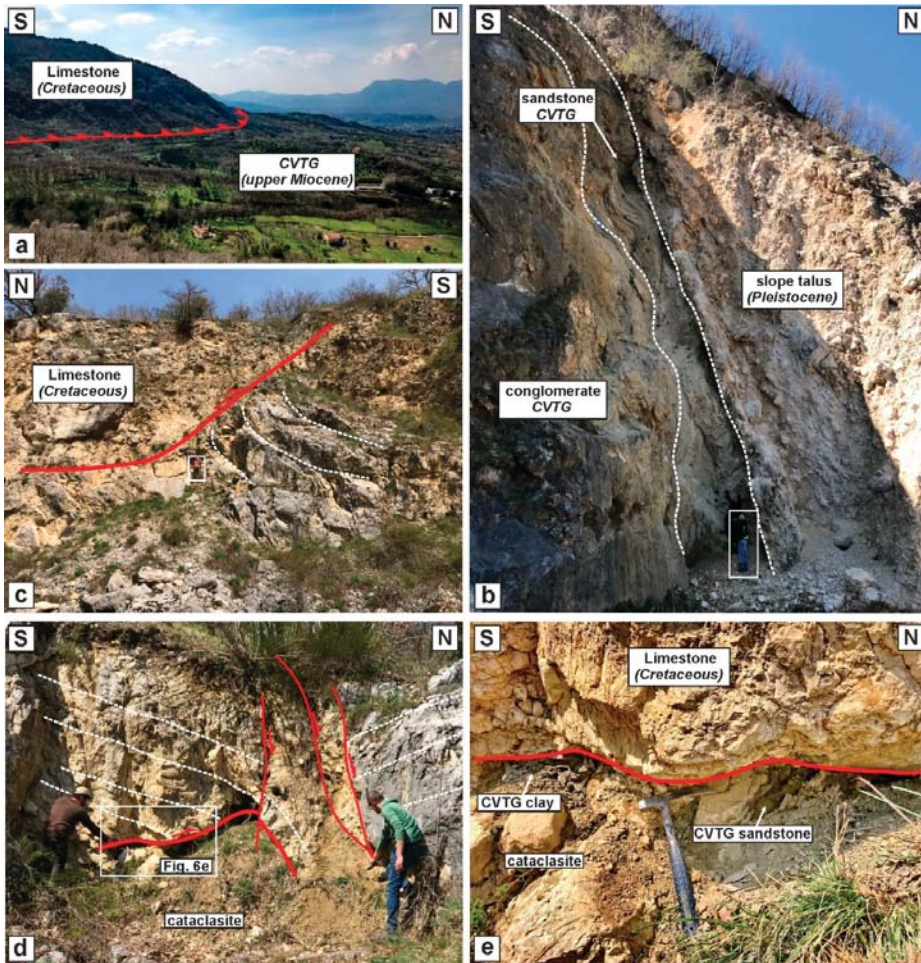 S
N
Limestone
(Cretaceous)
CVTG
(upper Miocene)
a
S
N
sandstone
CVTG
slope talus
(Pleistocene)
conglomerate
CVTG
b
N
S
Limestone
(Cretaceous)
c
S
N
Fig. 6e
cataclasite
d
S
N
Limestone
(Cretaceous)
CVTG clay
CVTG sandstone
cataclasite
e